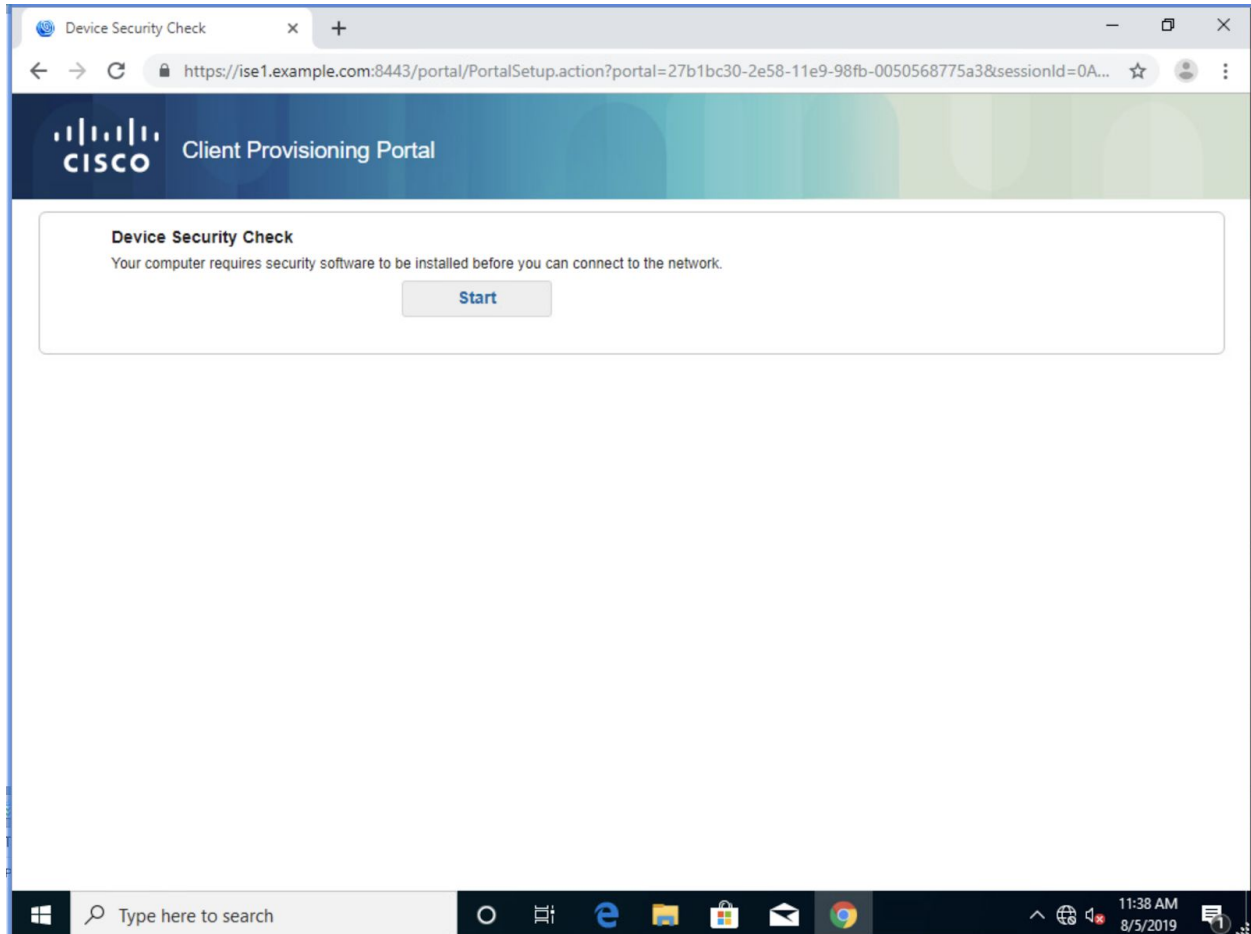 Device Security Check
https://ise1.example.com:8443/portal/PortalSetup.action?portal=27b1bc30-2e58-11e9-98fb-0050568775a3&sessionId=0A...
CISCO
Client Provisioning Portal
Device Security Check
Your computer requires security software to be installed before you can connect to the network.
Start
Type here to search
11:38 AM
8/5/2019
1